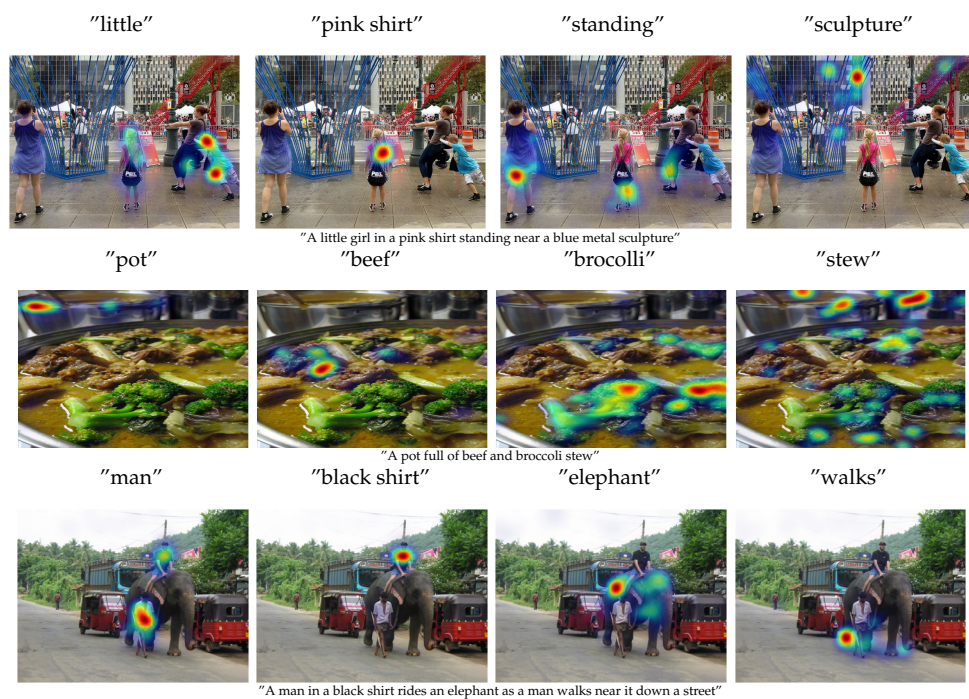 "little" "pink shirt" "standing" "sculpture"
"A little girl in a pink shirt standing near a blue metal sculpture"
"pot" "beef" "brocolli" "stew"
"A pot full of beef and broccoli stew"
"man" "black shirt" "elephant" "walks"
"A man in a black shirt rides an elephant as a man walks near it down a street"